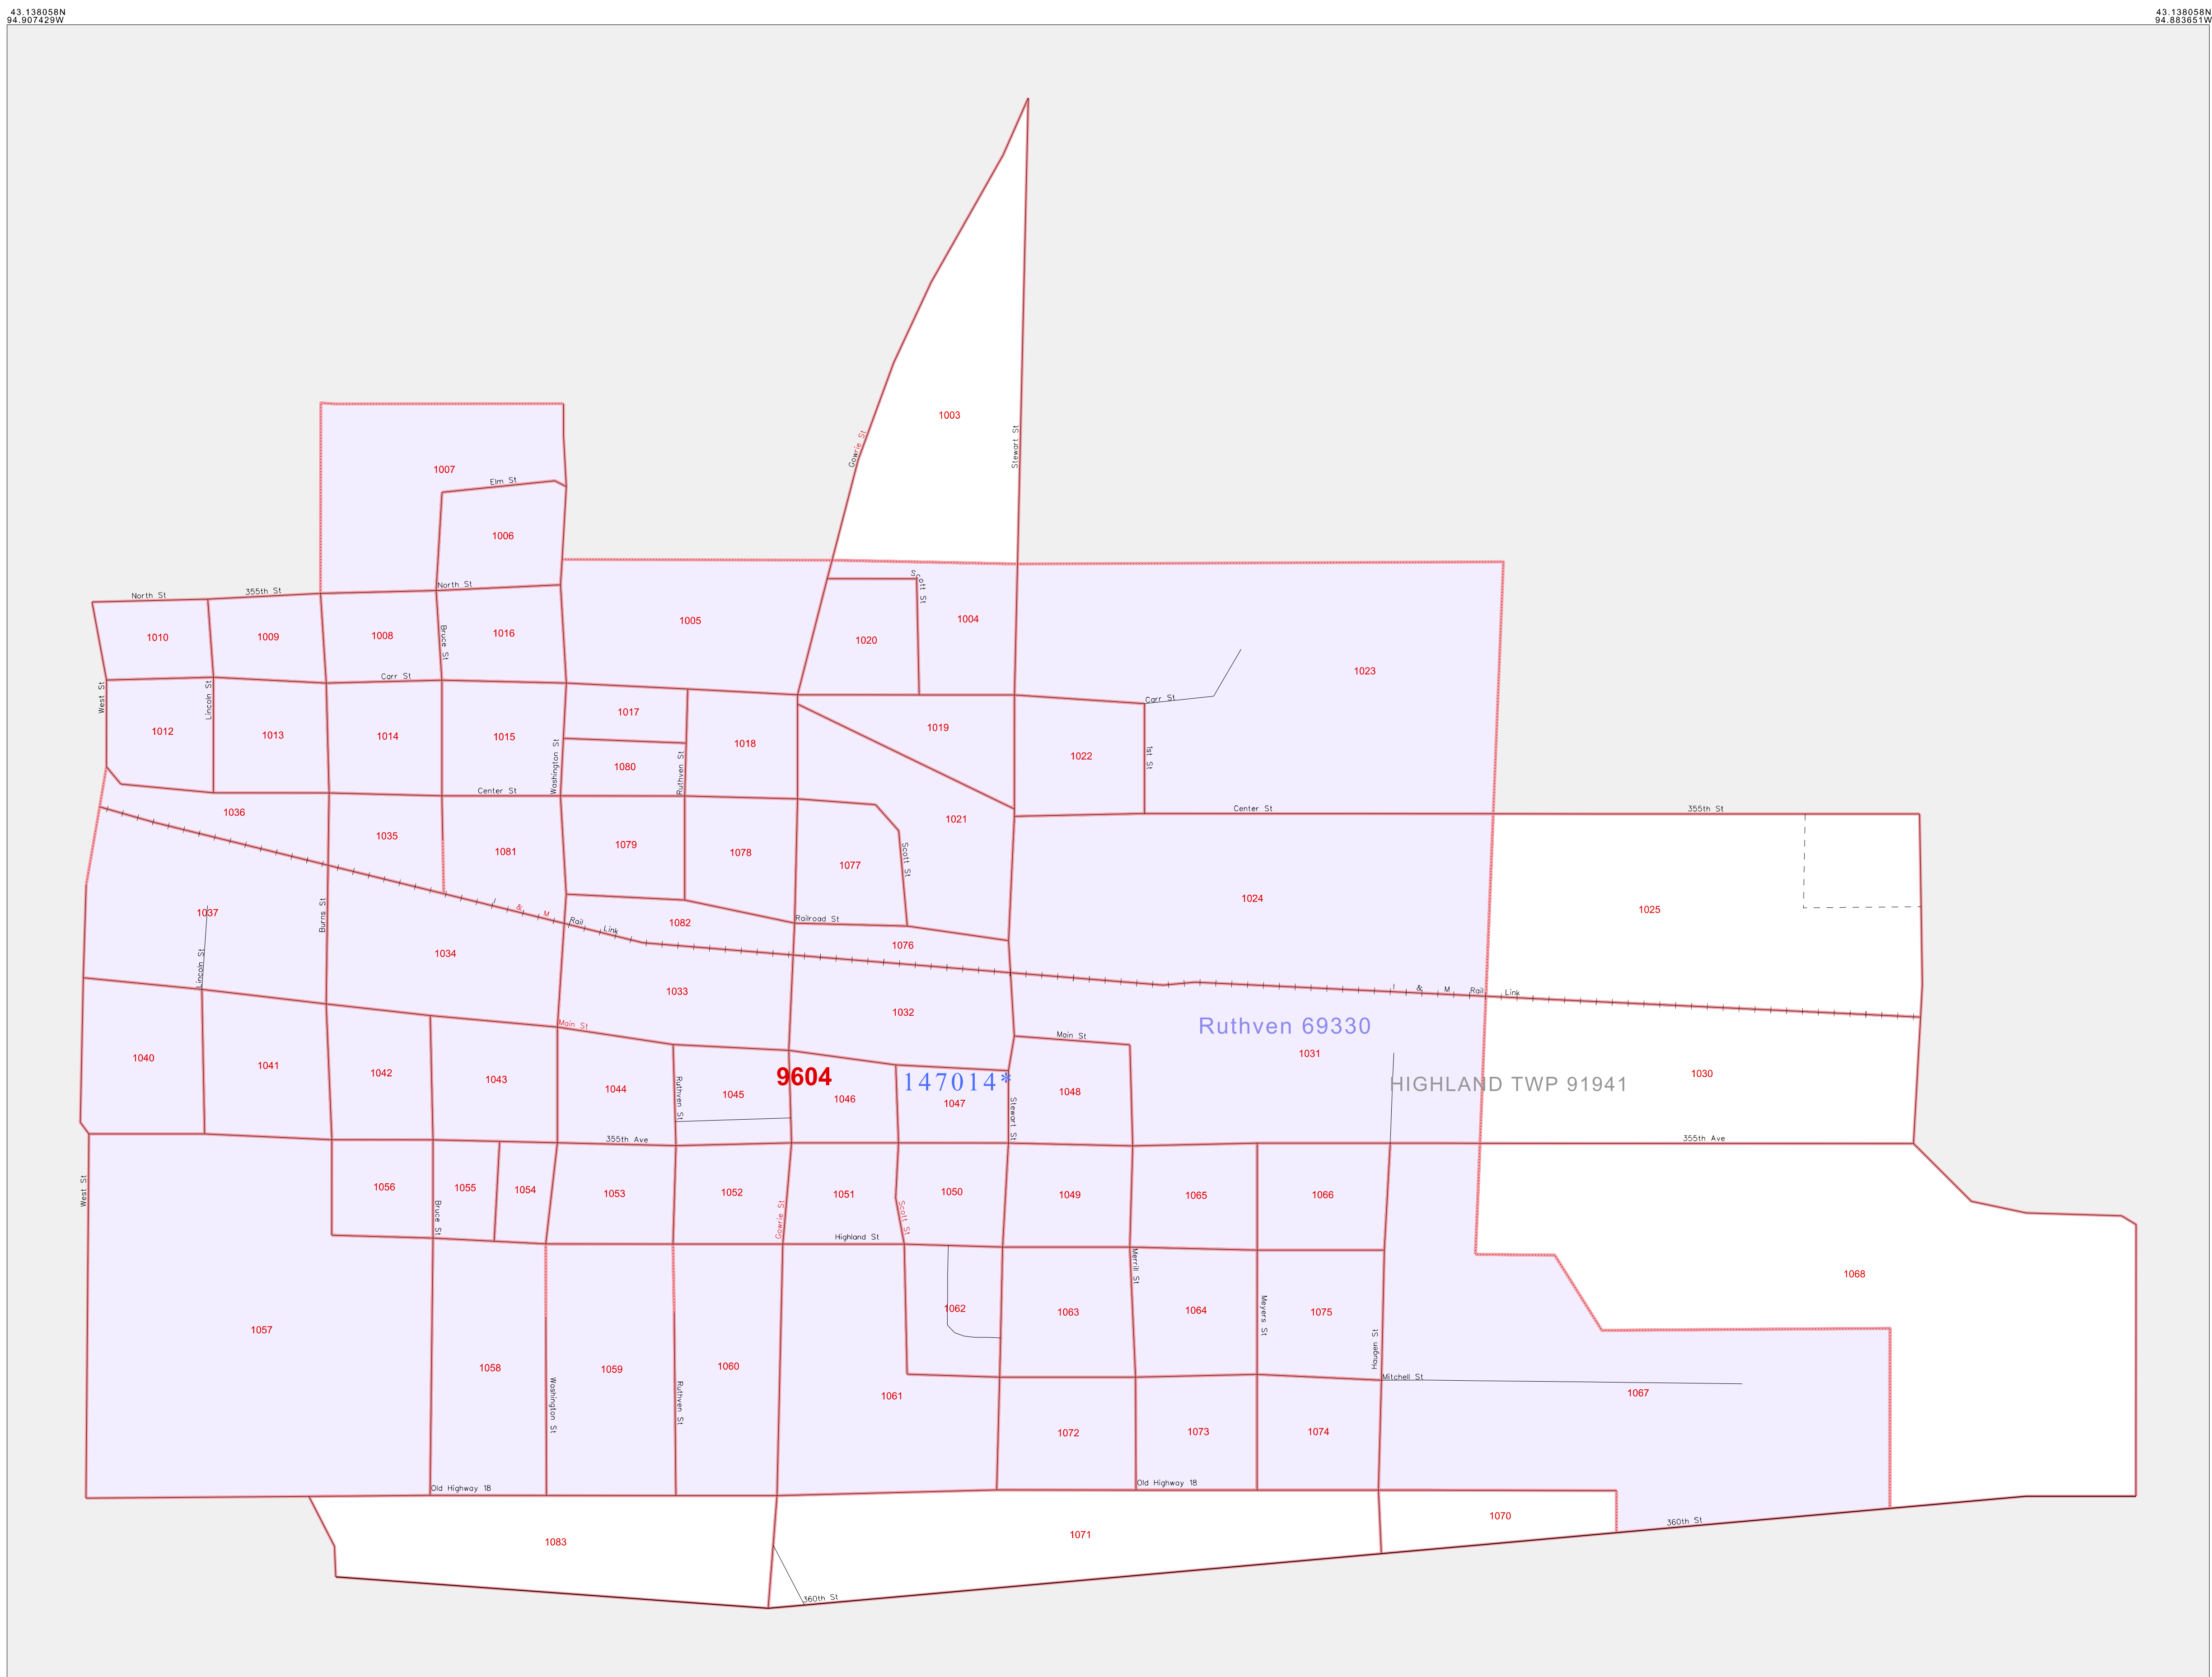 43.138058N
94.907429W
43.138058N
94.883651W
1003
Gowrie St
Stewart St
1007
Elm St
1006
North St
355th St
North St
Scott St
1010
1009
1008
Bruce St
1016
1005
1020
1004
1023
West St
Lincoln St
Carr St
Carr St
1012
1013
1014
1015
Washington St
1017
1080
Ruthven St
1018
1019
1022
1st St
Center St
Center St
355th St
1036
1035
1081
1079
1078
1077
Scott St
1021
1024
1025
1037
Lincoln St
Burns St
I & M Rail Link
1082
Railroad St
1076
1034
1033
1032
I & M Rail Link
Main St
Main St
Ruthven 69330
1031
1030
1040
1041
1042
1043
1044
Ruthven St
1045
9604
1046
147014*
1047
Stewart St
1048
HIGHLAND TWP 91941
355th Ave
355th Ave
West St
1056
1055
Bruce St
1054
1053
1052
Gowrie St
1051
Scott St
1050
1049
1065
1066
Highland St
Merrill St
1068
1057
1058
Washington St
1059
Ruthven St
1060
1061
1062
1063
1064
Meyers St
1075
Haugen St
Mitchell St
1067
1072
1073
1074
Old Highway 18
Old Highway 18
1083
1071
1070
360th St
360th St